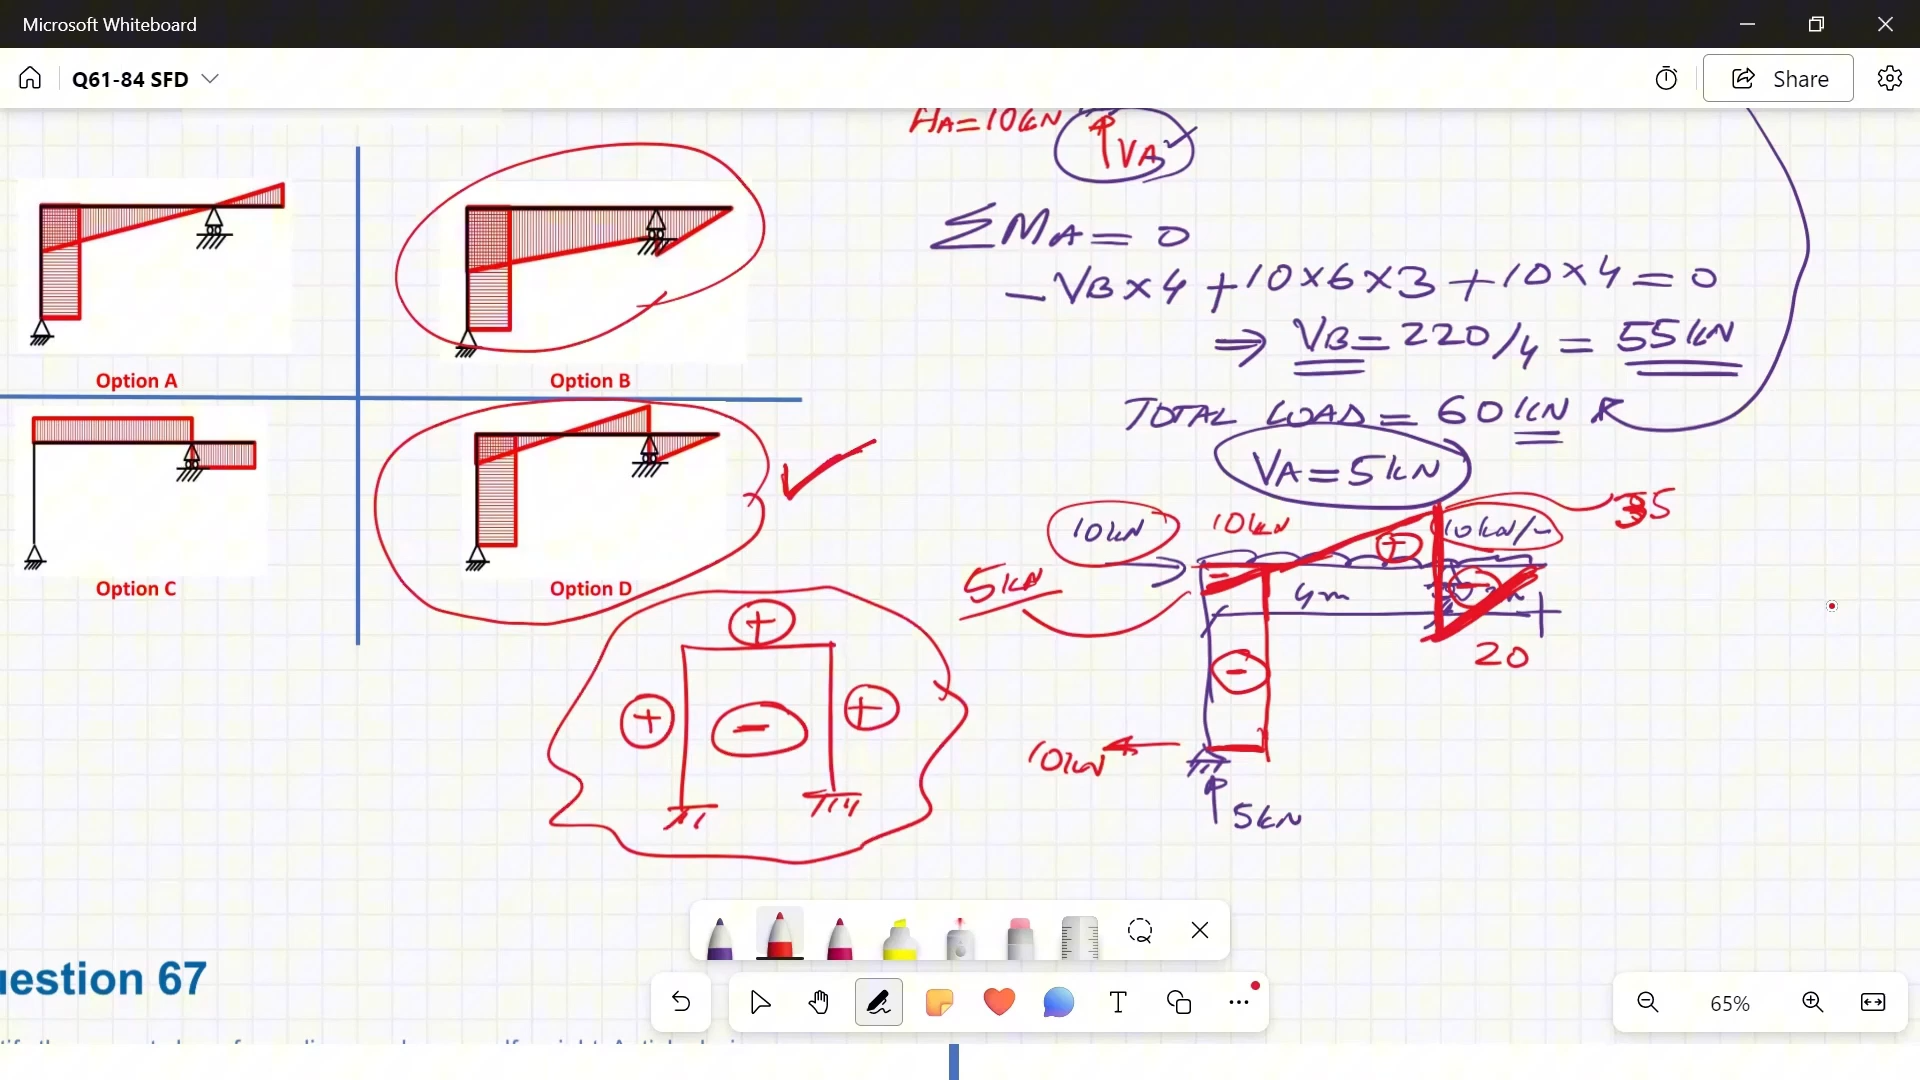 Microsoft Whiteboard
Q61-84 SFD
Share
HA=10kN
VA
ΣMA = 0
- VB×4 +10×6×3 +10×4 = 0
⇒ VB = 220/4 = 55kN
TOTAL LOAD = 60kN
VA = 5kN
Option A
Option B
Option C
Option D
10kN
10kN
10kN/m
35
5kN
4m
+
-
-
20
-
10kN
5kN
+
+
-
+
uestion 67
65%